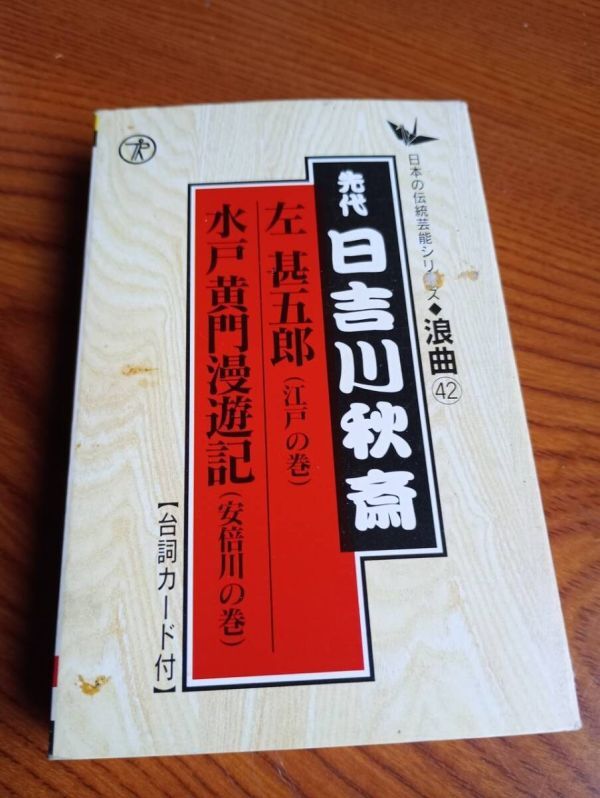 日本の伝統芸能シリーズ◆浪曲㊷
先代 日吉川秋斎
左 甚五郎(江戸の巻)
水戸黄門漫遊記(安倍川の巻)
【台詞カード付】